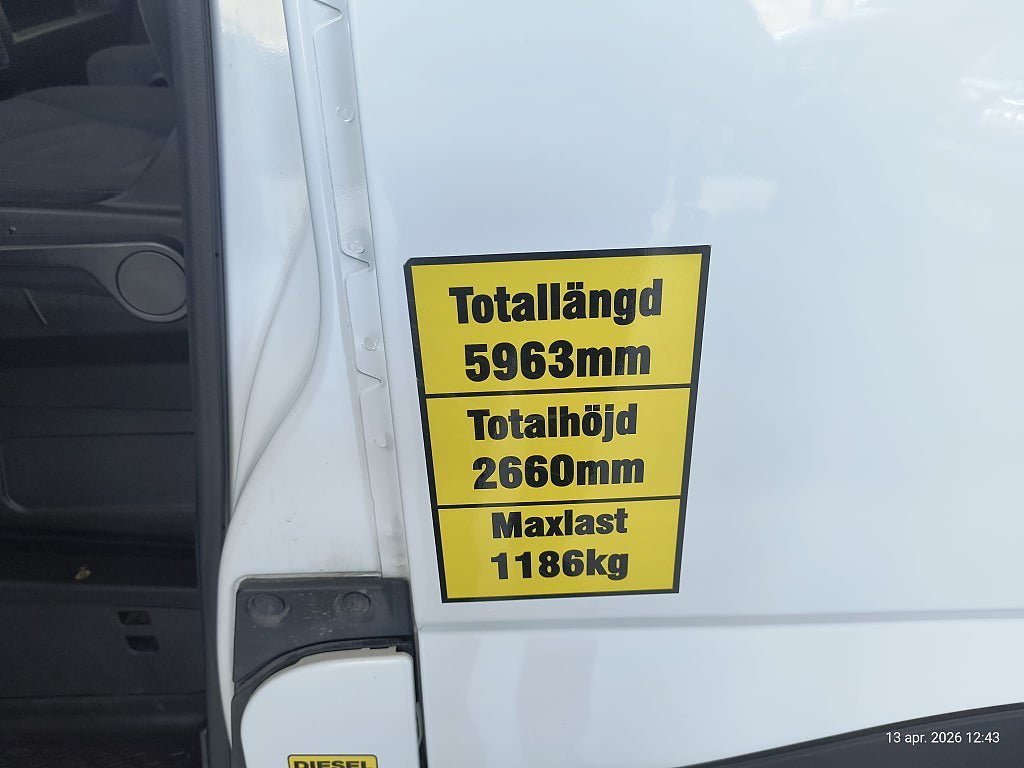 Totallängd
5963mm
Totalhöjd
2660mm
Maxlast
1186kg
DIESEL
13 apr. 2026 12:43